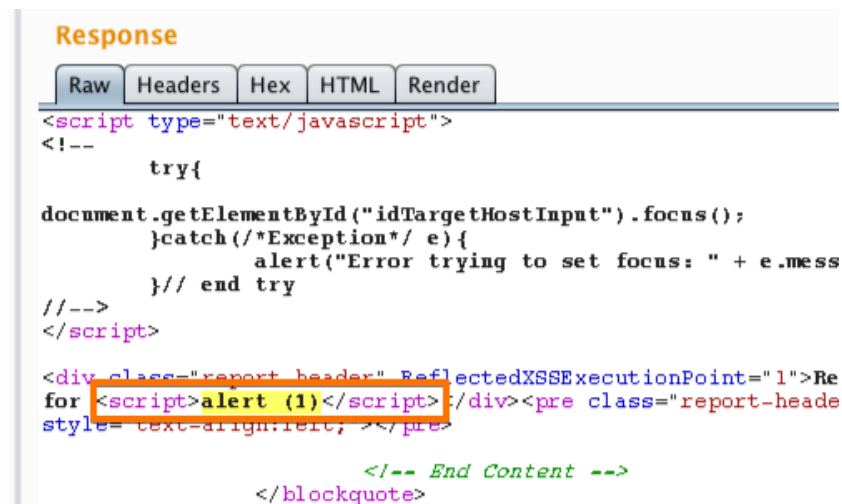 Response
Raw Headers Hex HTML Render
<script type="text/javascript">
<!--
try{
document.getElementById("idTargetHostInput").focus();
}catch(/*Exception*/ e){
alert("Error trying to set focus: " + e.mess
}// end try
//-->
</script>
<div class="report_header" ReflectedXSSExecutionPoint="1">Re
for <script>alert (1)</script></div><pre class="report-heade
style="text-align:left;"></pre>
<!-- End Content -->
</blockquote>